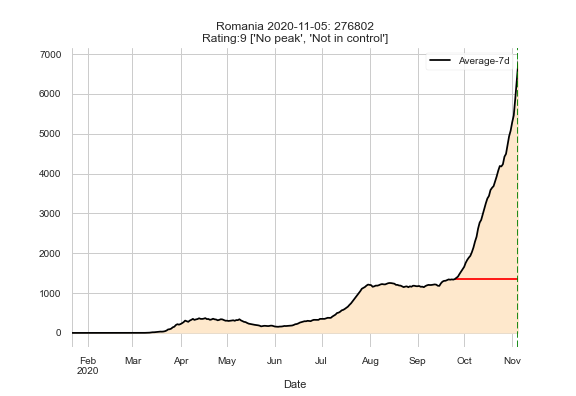 Romania 2020-11-05: 276802
Rating:9 ['No peak', 'Not in control']
Average-7d
7000
6000
5000
4000
3000
2000
1000
0
Feb Mar Apr May Jun Jul Aug Sep Oct Nov
2020
Date